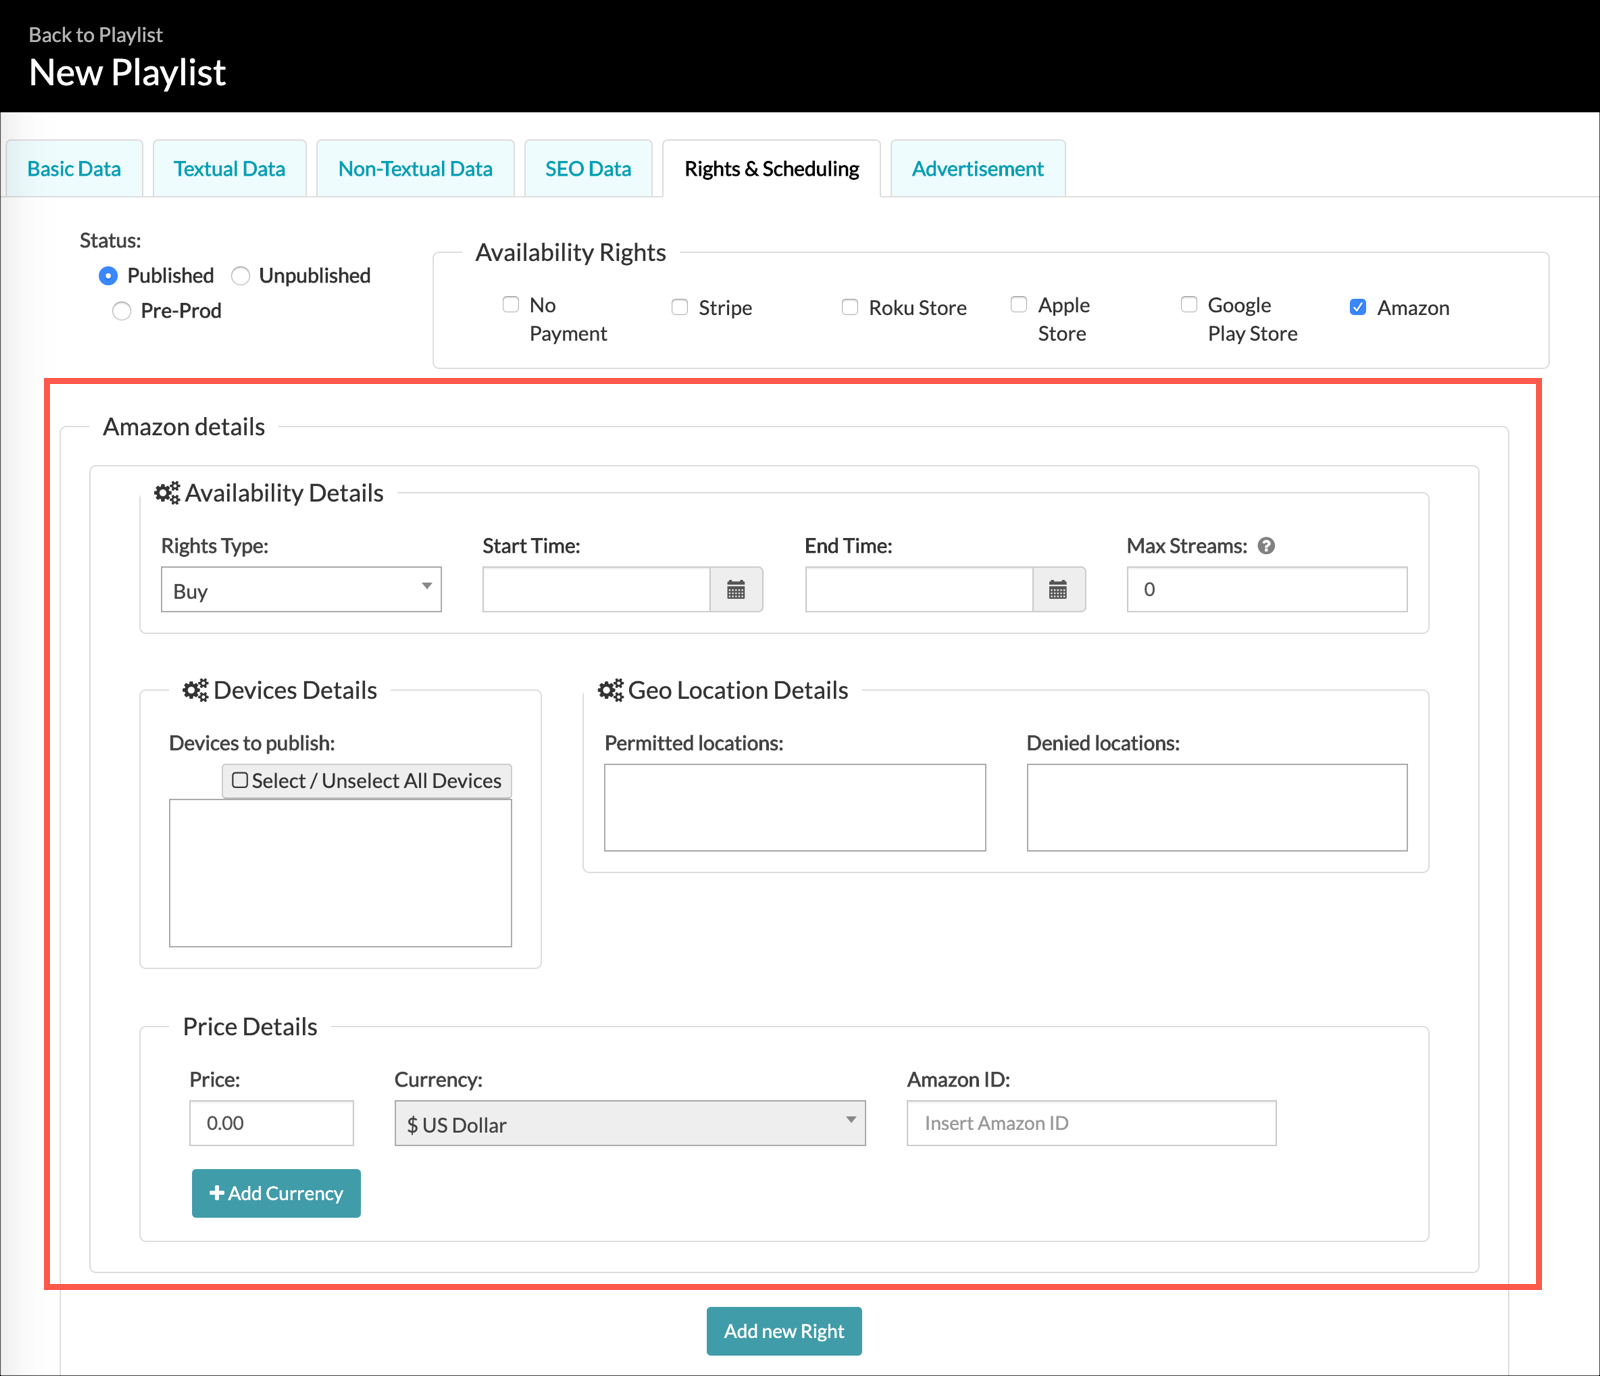 Back to Playlist
New Playlist
Basic Data
Textual Data
Non-Textual Data
SEO Data
Rights & Scheduling
Advertisement
Status:
Published
Unpublished
Pre-Prod
Availability Rights
No
Payment
Stripe
Roku Store
Apple
Store
Google
Play Store
Amazon
Amazon details
Availability Details
Rights Type:
Buy
Start Time:
End Time:
Max Streams: ?
0
Devices Details
Devices to publish:
Select / Unselect All Devices
Geo Location Details
Permitted locations:
Denied locations:
Price Details
Price:
0.00
Currency:
$ US Dollar
Amazon ID:
Insert Amazon ID
+ Add Currency
Add new Right